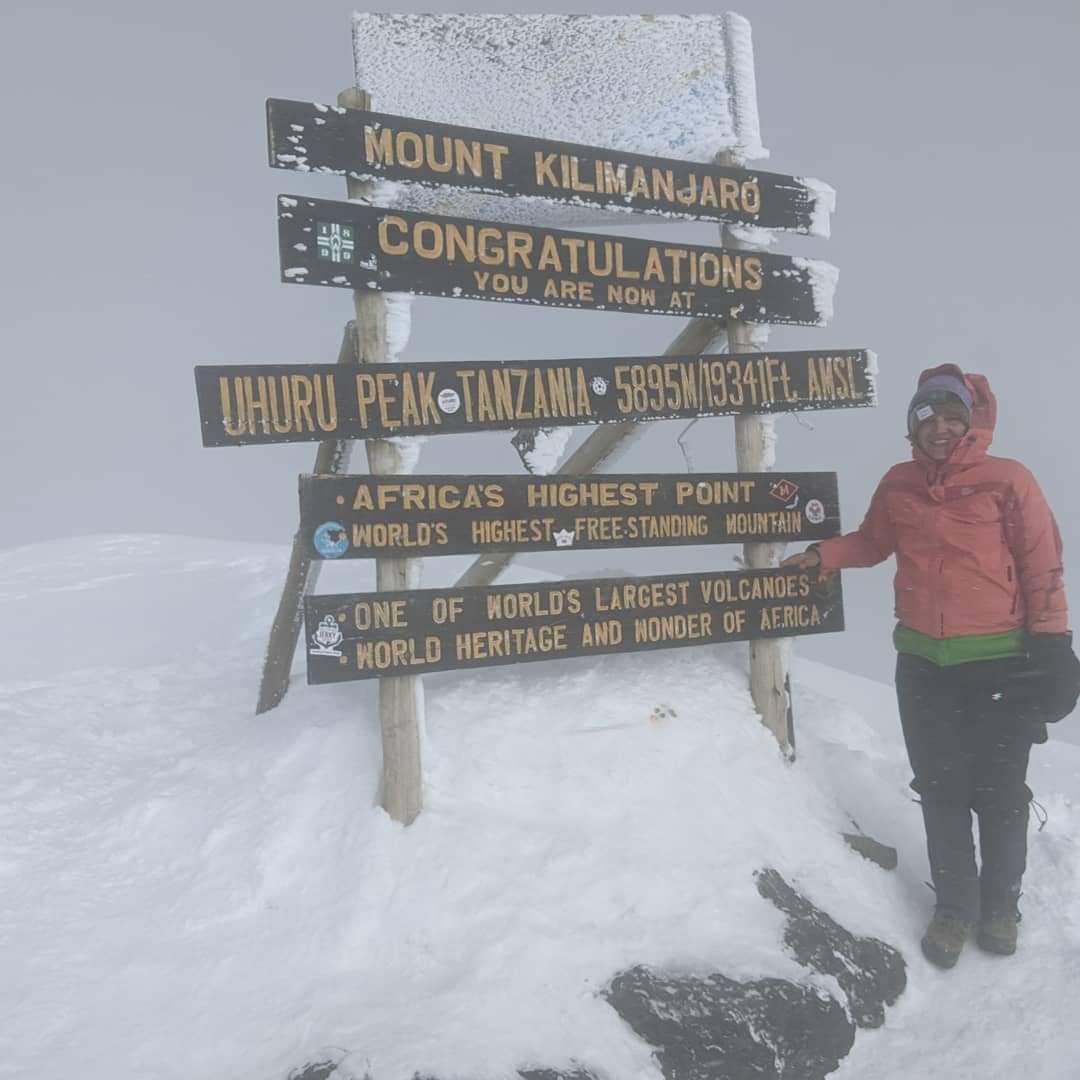 MOUNT KILIMANJARO
CONGRATULATIONS
YOU ARE NOW AT
UHURU PEAK TANZANIA 5895M/19341Ft. AMSL
• AFRICA'S HIGHEST POINT
• WORLD'S HIGHEST FREE-STANDING MOUNTAIN
• ONE OF WORLD'S LARGEST VOLCANOES
• WORLD HERITAGE AND WONDER OF AFRICA